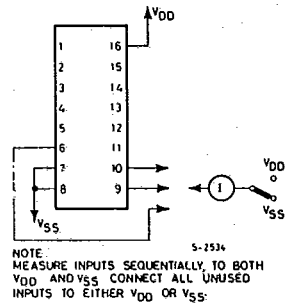 VDD
1 16
2 15
3 14
4 13
5 12
6 11
7 10
8 9
I
VDD
VSS
VSS
S-2534
NOTE
MEASURE INPUTS SEQUENTIALLY, TO BOTH
VDD AND VSS CONNECT ALL UNUSED
INPUTS TO EITHER VDD OR VSS.